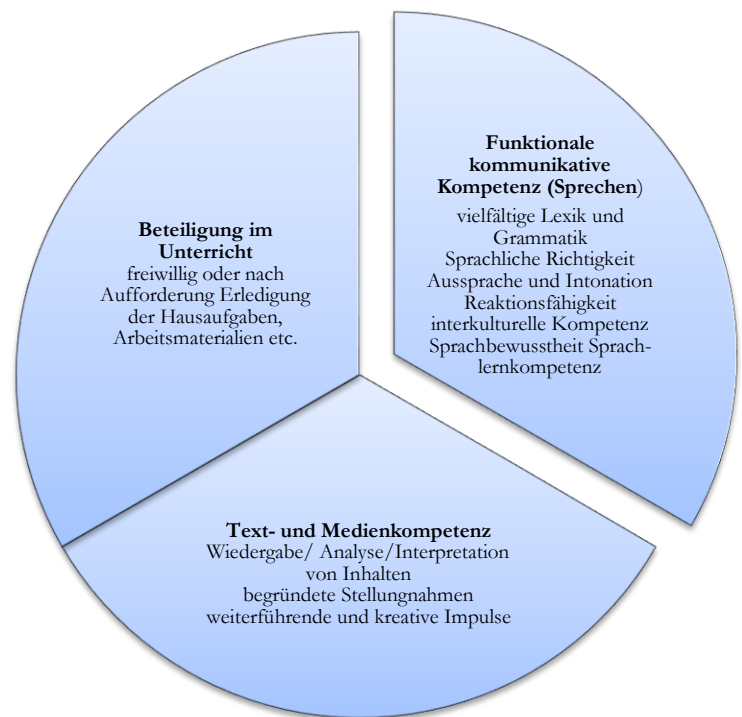 Funktionale
kommunikative
Kompetenz (Sprechen)
vielfältige Lexik und
Grammatik
Sprachliche Richtigkeit
Aussprache und Intonation
Reaktionsfähigkeit
interkulturelle Kompetenz
Sprachbewusstheit Sprach-
lernkompetenz
Beteiligung im
Unterricht
freiwillig oder nach
Aufforderung Erledigung
der Hausaufgaben,
Arbeitsmaterialien etc.
Text- und Medienkompetenz
Wiedergabe/ Analyse/Interpretation
von Inhalten
begründete Stellungnahmen
weiterführende und kreative Impulse